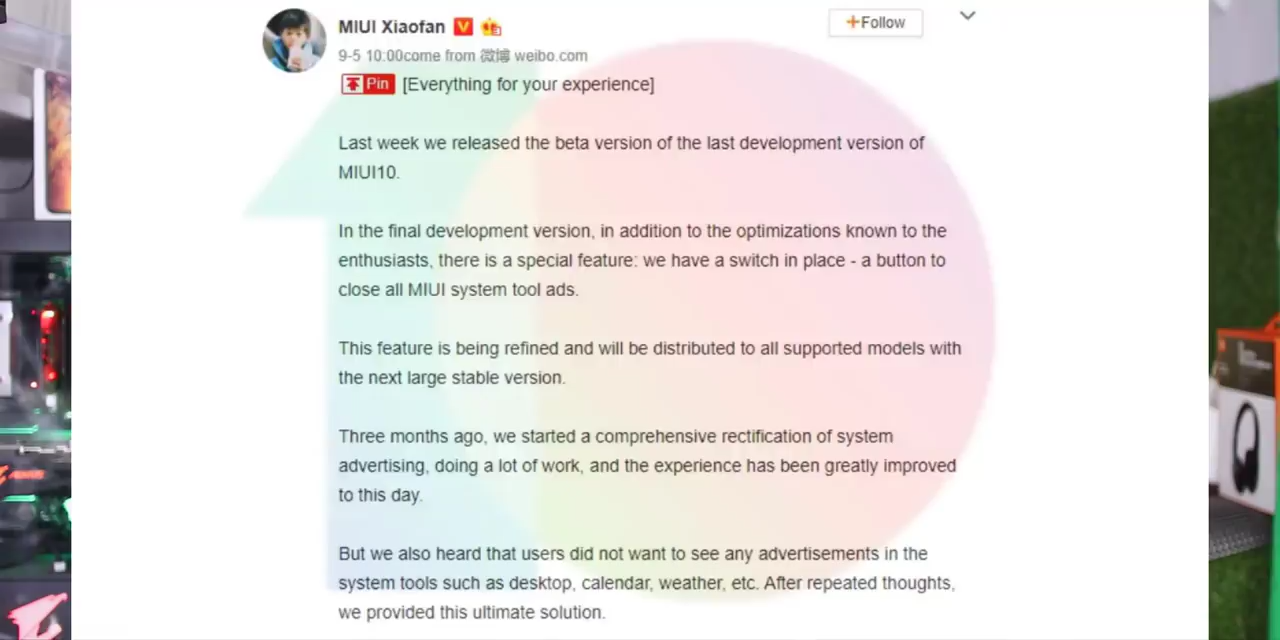 MIUI Xiaofan
+Follow
9-5 10:00come from 微博 weibo.com
Pin [Everything for your experience]
Last week we released the beta version of the last development version of
MIUI10.
In the final development version, in addition to the optimizations known to the
enthusiasts, there is a special feature: we have a switch in place - a button to
close all MIUI system tool ads.
This feature is being refined and will be distributed to all supported models with
the next large stable version.
Three months ago, we started a comprehensive rectification of system
advertising, doing a lot of work, and the experience has been greatly improved
to this day.
But we also heard that users did not want to see any advertisements in the
system tools such as desktop, calendar, weather, etc. After repeated thoughts,
we provided this ultimate solution.